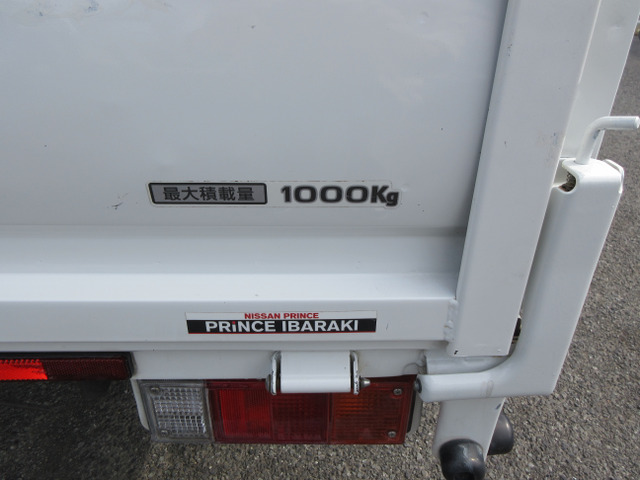 最大積載量 1000Kg
NISSAN PRINCE
PRINCE IBARAKI